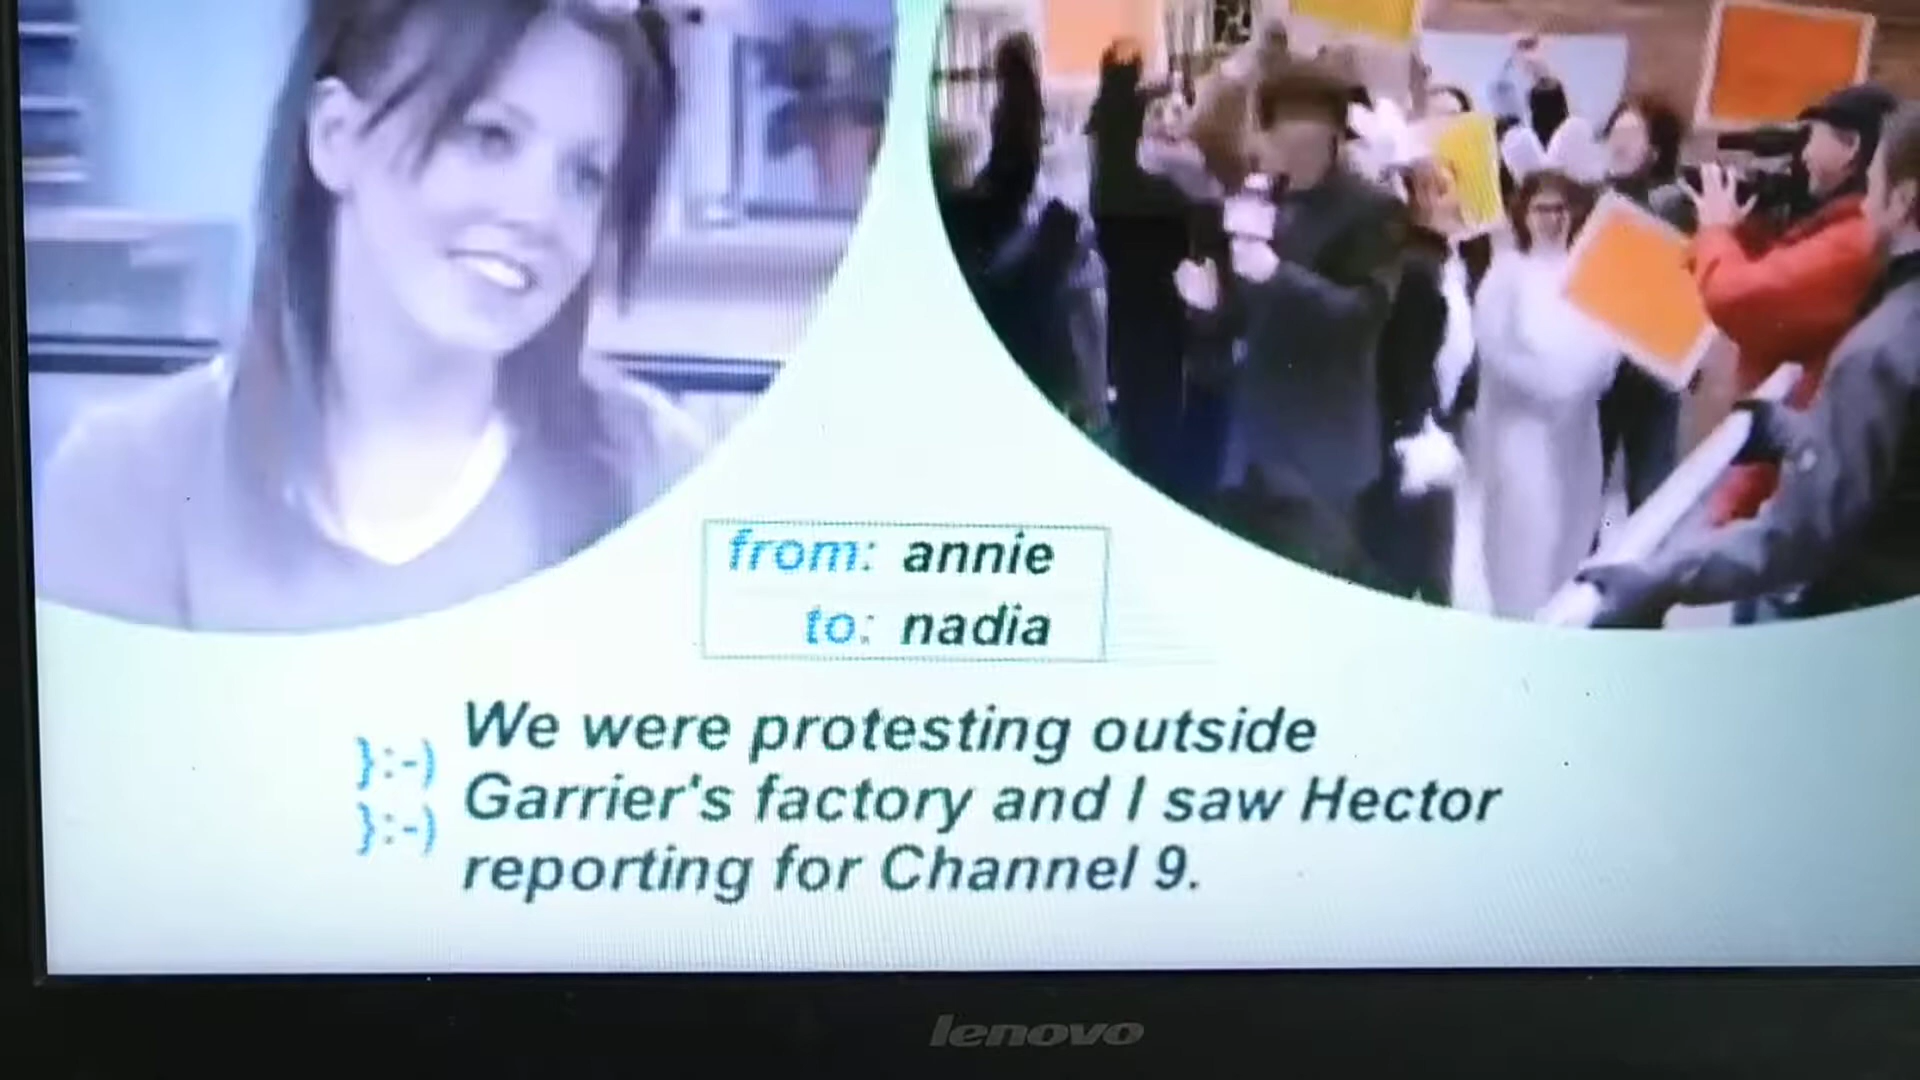 from: annie
to: nadia
}:-) We were protesting outside
}:-) Garrier's factory and I saw Hector
reporting for Channel 9.
lenovo